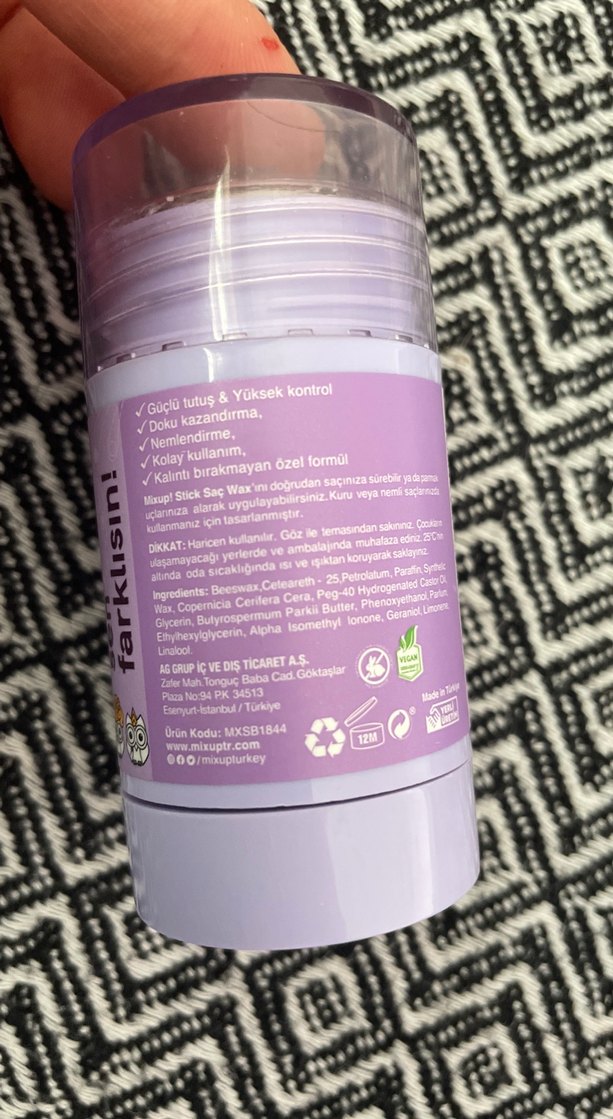 farklısın!
✓Güçlü tutuş & Yüksek kontrol
✓Doku kazandırma,
✓Nemlendirme,
✓Kolay kullanım,
✓Kalıntı bırakmayan özel formül
Mixup! Stick Saç Wax'ını doğrudan saçınıza sürebilir ya da parmak
uçlarınıza alarak uygulayabilirsiniz. Kuru veya nemli saçlarınızda
kullanmanız için tasarlanmıştır.
DİKKAT: Haricen kullanılır. Göz ile temasından sakınınız. Çocukların
ulaşamayacağı yerlerde ve ambalajında muhafaza ediniz. 25°C'nin
altında oda sıcaklığında ısı ve ışıktan koruyarak saklayınız.
Ingredients: Beeswax,Ceteareth - 25,Petrolatum, Paraffin, Synthetic
Wax, Copernicia Cerifera Cera, Peg-40 Hydrogenated Castor Oil,
Glycerin, Butyrospermum Parkii Butter, Phenoxyethanol, Parfum,
Ethylhexylglycerin, Alpha Isomethyl Ionone, Geraniol, Limonene,
Linalool.
AG GRUP İÇ VE DIŞ TİCARET A.Ş.
Zafer Mah.Tonguç Baba Cad. Göktaşlar
Plaza No:94 P.K 34513
Esenyurt-İstanbul / Türkiye
VEGAN
Ürün Kodu: MXSB1844
www.mixuptr.com
/mixupturkey
12M
Made in Türkiye
YERLİ
ÜRETİM